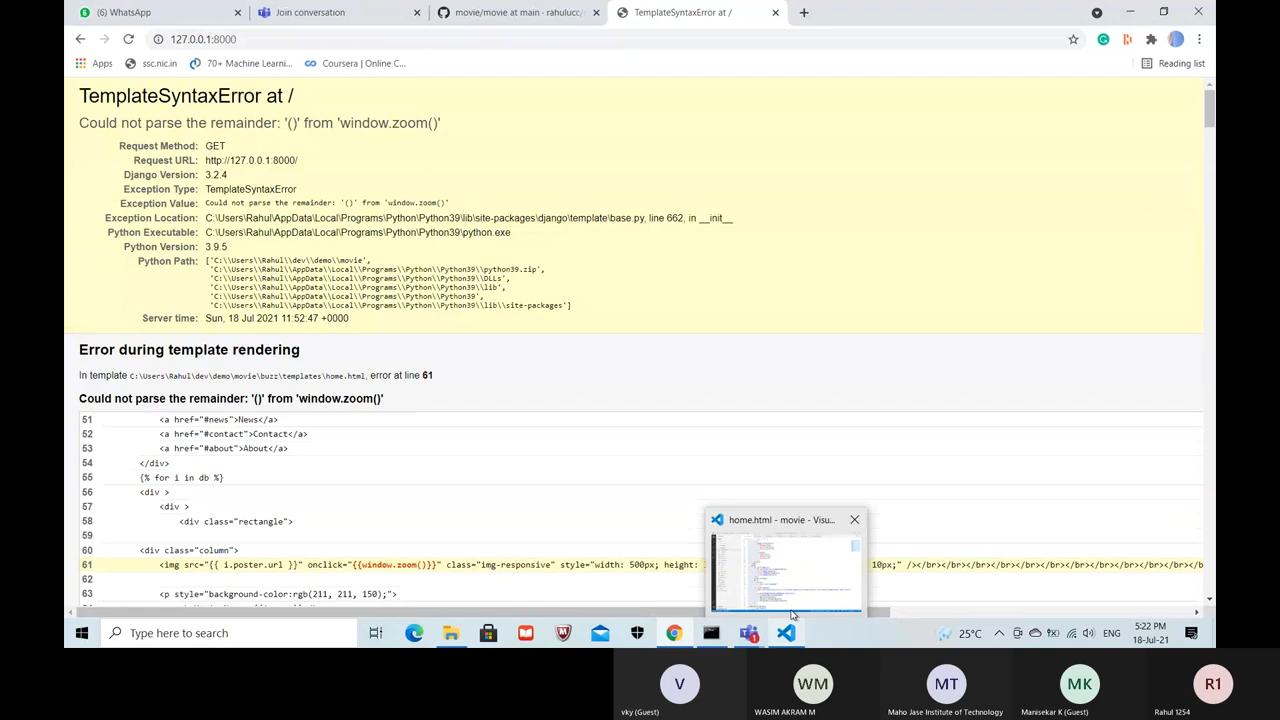 (6) WhatsApp
Join conversation
movie/movie at main · rahulucc/
TemplateSyntaxError at /
127.0.0.1:8000
Apps
ssc.nic.in
70+ Machine Learni...
Coursera | Online C...
Reading list
TemplateSyntaxError at /
Could not parse the remainder: '()' from 'window.zoom()'
Request Method: GET
Request URL: http://127.0.0.1:8000/
Django Version: 3.2.4
Exception Type: TemplateSyntaxError
Exception Value: Could not parse the remainder: '()' from 'window.zoom()'
Exception Location: C:\Users\Rahul\AppData\Local\Programs\Python\Python39\lib\site-packages\django\template\base.py, line 662, in __init__
Python Executable: C:\Users\Rahul\AppData\Local\Programs\Python\Python39\python.exe
Python Version: 3.9.5
Python Path: ['C:\\Users\\Rahul\\dev\\demo\\movie',
'C:\\Users\\Rahul\\AppData\\Local\\Programs\\Python\\Python39\\python39.zip',
'C:\\Users\\Rahul\\AppData\\Local\\Programs\\Python\\Python39\\DLLs',
'C:\\Users\\Rahul\\AppData\\Local\\Programs\\Python\\Python39\\lib',
'C:\\Users\\Rahul\\AppData\\Local\\Programs\\Python\\Python39',
'C:\\Users\\Rahul\\AppData\\Local\\Programs\\Python\\Python39\\lib\\site-packages']
Server time: Sun, 18 Jul 2021 11:52:47 +0000
Error during template rendering
In template C:\Users\Rahul\dev\demo\movie\buzz\templates\home.html, error at line 61
Could not parse the remainder: '()' from 'window.zoom()'
51 <a href="#news">News</a>
52 <a href="#contact">Contact</a>
53 <a href="#about">About</a>
54 </div>
55 {% for i in db %}
56 <div >
57 <div >
58 <div class="rectangle">
59
60 <div class="column">
61 <img src="{{ i.poster.url }}" onclick="{{window.zoom()}}" class="img-responsive" style="width: 500px; height: 10px;" /></br></br></br></br></br></br></br></b
62
63 <p style="background-color:rgb(211, 211, 150);">
home.html - movie - Visu...
Type here to search
1
25°C
ENG
5:22 PM
18-Jul-21
V
WM
MT
MK
R1
vky (Guest)
WASIM AKRAM M
Maho Jase Institute of Technology
Manisekar K (Guest)
Rahul 1254